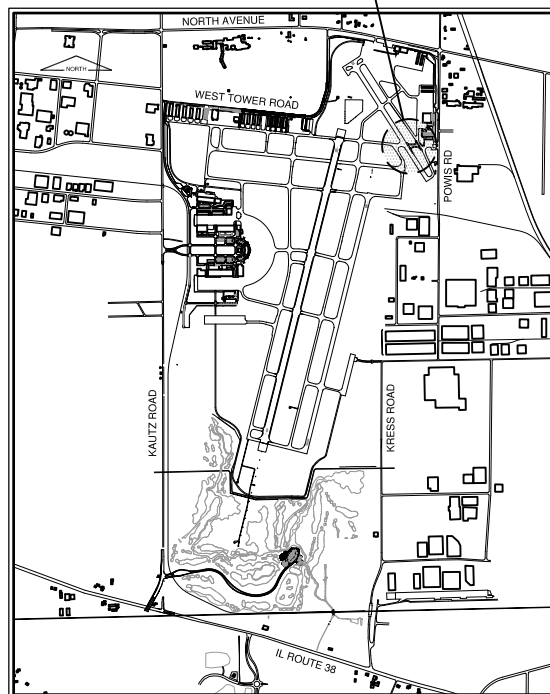 NORTH AVENUE
NORTH
WEST TOWER ROAD
POWIS RD
KAUTZ ROAD
KRESS ROAD
IL ROUTE 38